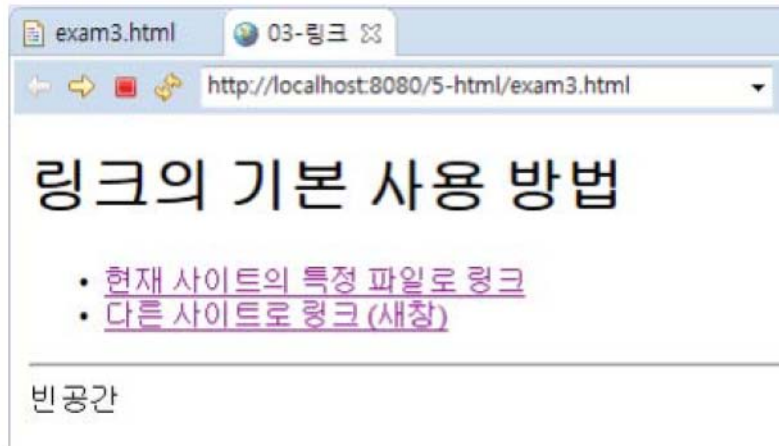 exam3.html 03-링크
http://localhost:8080/5-html/exam3.html
링크의 기본 사용 방법
• 현재 사이트의 특정 파일로 링크
• 다른 사이트로 링크 (새창)
빈공간